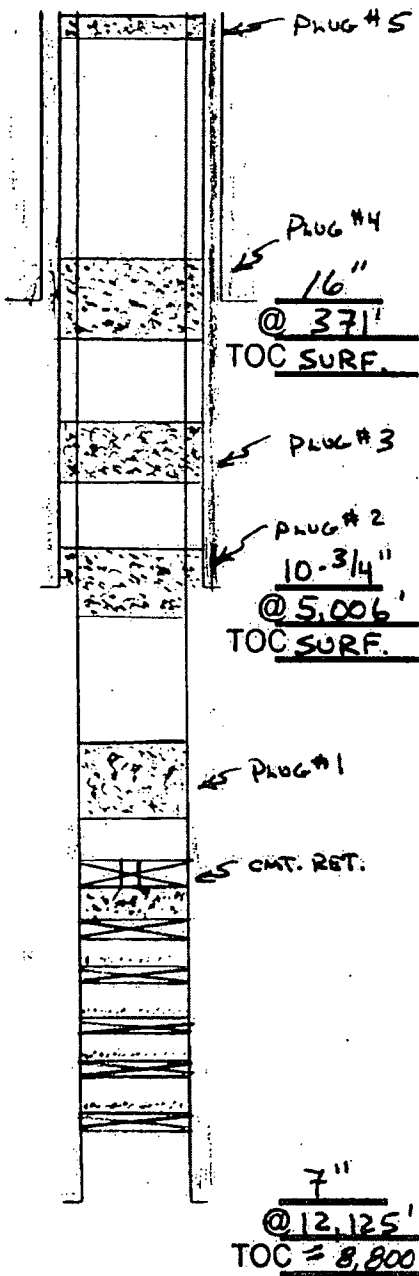 PLUG #5
PLUG #4
16"
@ 371'
TOC SURF.
PLUG #3
PLUG #2
10-3/4"
@ 5,006'
TOC SURF.
PLUG #1
CMT. RET.
7"
@ 12,125'
TOC = 8,800